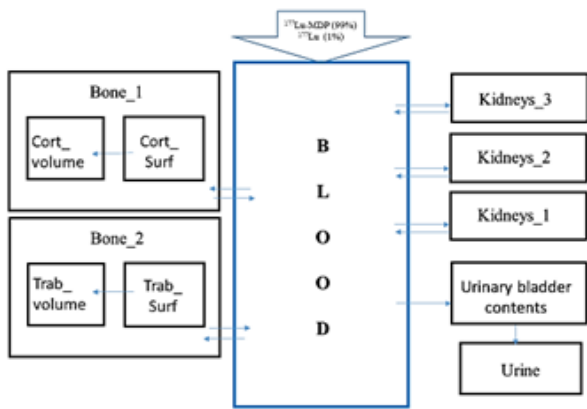 ¹⁷⁷Lu-MDP (99%)
¹⁷⁷Lu (1%)
Bone_1
Cort_
volume
Cort_
Surf
Bone_2
Trab_
volume
Trab_
Surf
B
L
O
O
D
Kidneys_3
Kidneys_2
Kidneys_1
Urinary bladder
contents
Urine